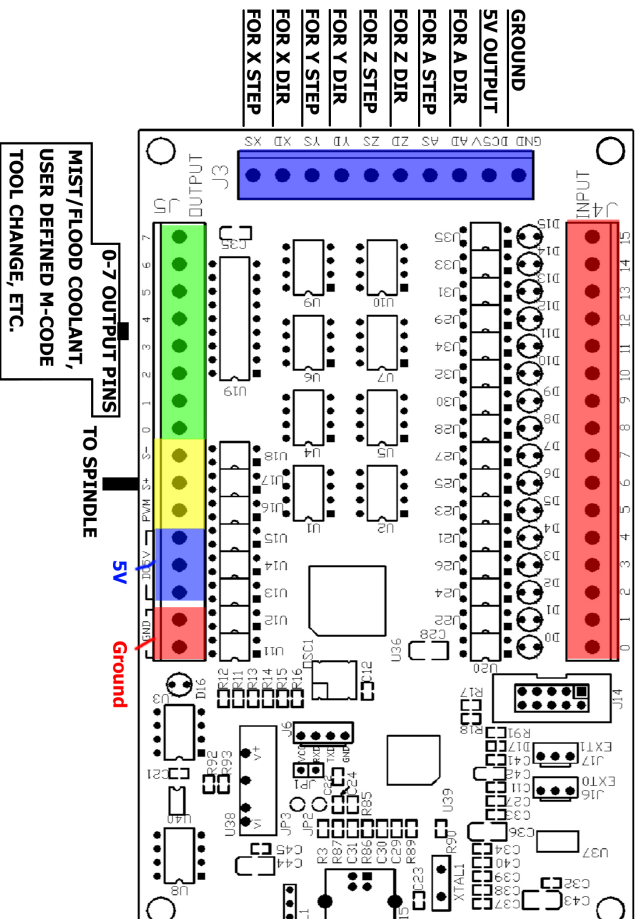 GROUND
5V OUTPUT
FOR A DIR
FOR A STEP
FOR Z DIR
FOR Z STEP
FOR Y DIR
FOR Y STEP
FOR X DIR
FOR X STEP
GND
DC5V
AD
AS
ZD
ZS
YD
YS
XD
XS
J3
OUTPUT
J5
INPUT
J4
15
14
13
12
11
10
9
8
7
6
5
4
3
2
1
0
D15
D14
D13
D12
D11
D10
D9
D8
D7
D6
D5
D4
D3
D2
D1
D0
U35
U33
U31
U29
U34
U32
U30
U28
U27
U25
U23
U21
U26
U24
U22
U20
C35
U19
U9
U10
U6
U7
U4
U5
U1
U2
U18
U17
U16
U15
U14
U13
U12
U11
7
6
5
4
3
2
1
0
S-
S+
PWM
DC5V
GND
0-7 OUTPUT PINS
MIST/FLOOD COOLANT,
USER DEFINED M-CODE
TOOL CHANGE, ETC.
TO SPINDLE
5V
Ground
U36
C28
OSC1
C12
R12
R11
R13
R14
R15
R16
D16
U3
C21
R92
R93
U40
U8
V+
Vi
U38
C45
C44
J6
VCC
RXD
TXD
GND
JP1
C22
C24
JP3
JP2
R85
R3
R87
C31
R86
C30
C29
R89
U39
R90
C23
XTAL1
J14
R17
R18
R91
D17
C41
C42
C11
C27
C33
C36
C34
C40
C39
C38
C37
EXT1
J17
EXT0
J16
U37
C32
C43